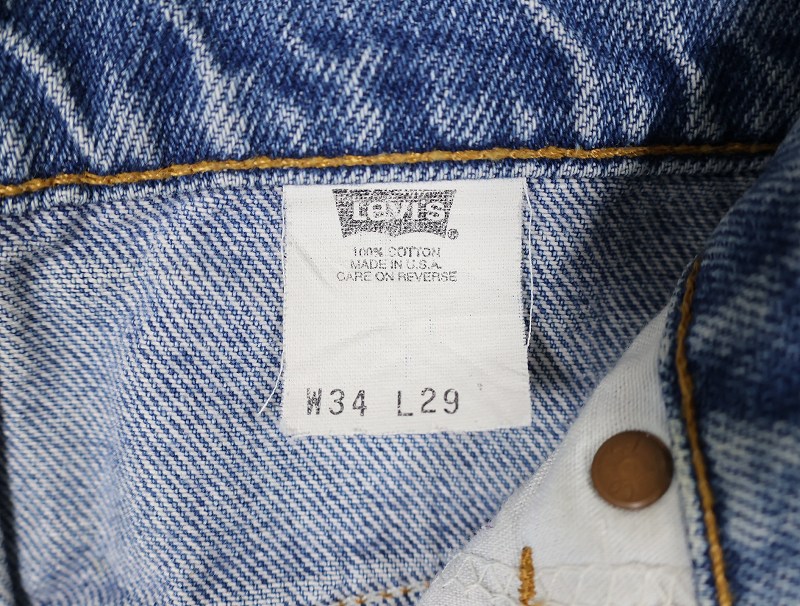 Levi's®
100% COTTON
MADE IN U.S.A.
CARE ON REVERSE
W34 L29